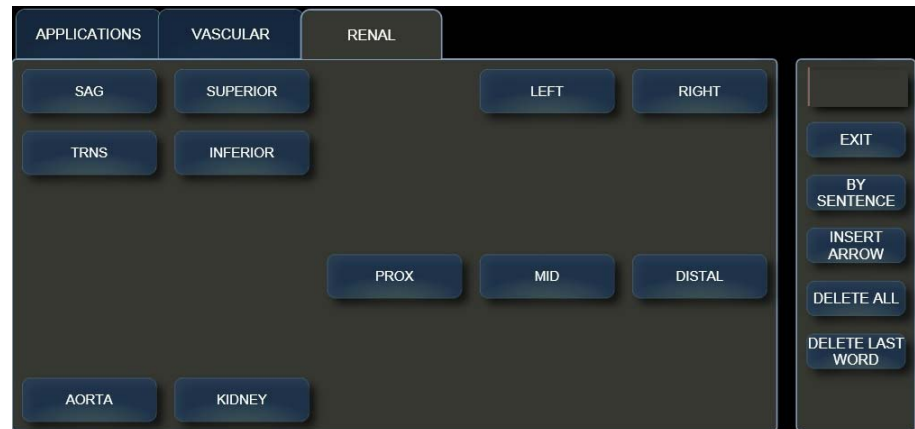 APPLICATIONS VASCULAR RENAL
SAG SUPERIOR LEFT RIGHT
TRNS INFERIOR
PROX MID DISTAL
AORTA KIDNEY
EXIT
BY
SENTENCE
INSERT
ARROW
DELETE ALL
DELETE LAST
WORD